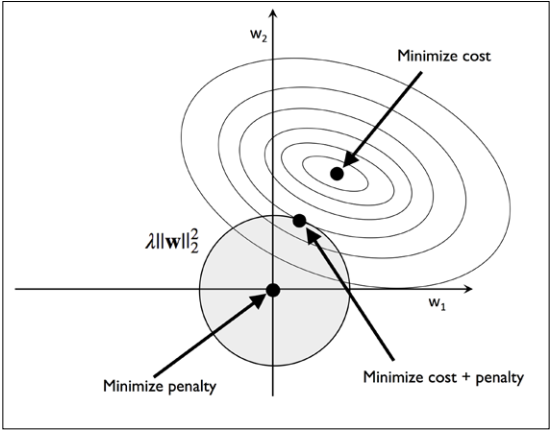 w₂
Minimize cost
λ||w||₂²
w₁
Minimize cost + penalty
Minimize penalty